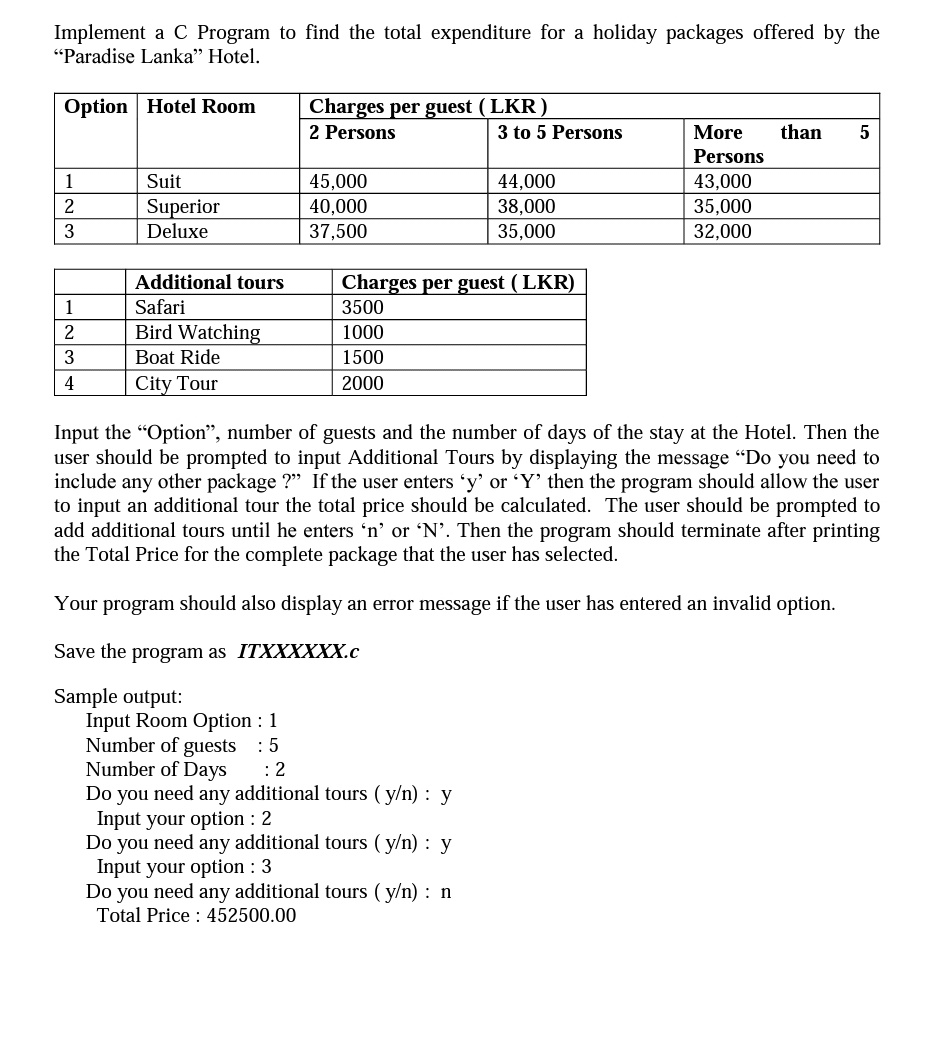 Implement a C Program to find the total expenditure for a holiday packages offered by the
“Paradise Lanka” Hotel.
Option Hotel Room Charges per guest ( LKR )
2 Persons 3 to 5 Persons More than 5
Persons
1 Suit 45,000 44,000 43,000
2 Superior 40,000 38,000 35,000
3 Deluxe 37,500 35,000 32,000
Additional tours Charges per guest ( LKR)
1 Safari 3500
2 Bird Watching 1000
3 Boat Ride 1500
4 City Tour 2000
Input the “Option”, number of guests and the number of days of the stay at the Hotel. Then the
user should be prompted to input Additional Tours by displaying the message “Do you need to
include any other package ?” If the user enters ‘y’ or ‘Y’ then the program should allow the user
to input an additional tour the total price should be calculated. The user should be prompted to
add additional tours until he enters ‘n’ or ‘N’. Then the program should terminate after printing
the Total Price for the complete package that the user has selected.
Your program should also display an error message if the user has entered an invalid option.
Save the program as ITXXXXXX.c
Sample output:
Input Room Option : 1
Number of guests : 5
Number of Days : 2
Do you need any additional tours ( y/n) : y
Input your option : 2
Do you need any additional tours ( y/n) : y
Input your option : 3
Do you need any additional tours ( y/n) : n
Total Price : 452500.00